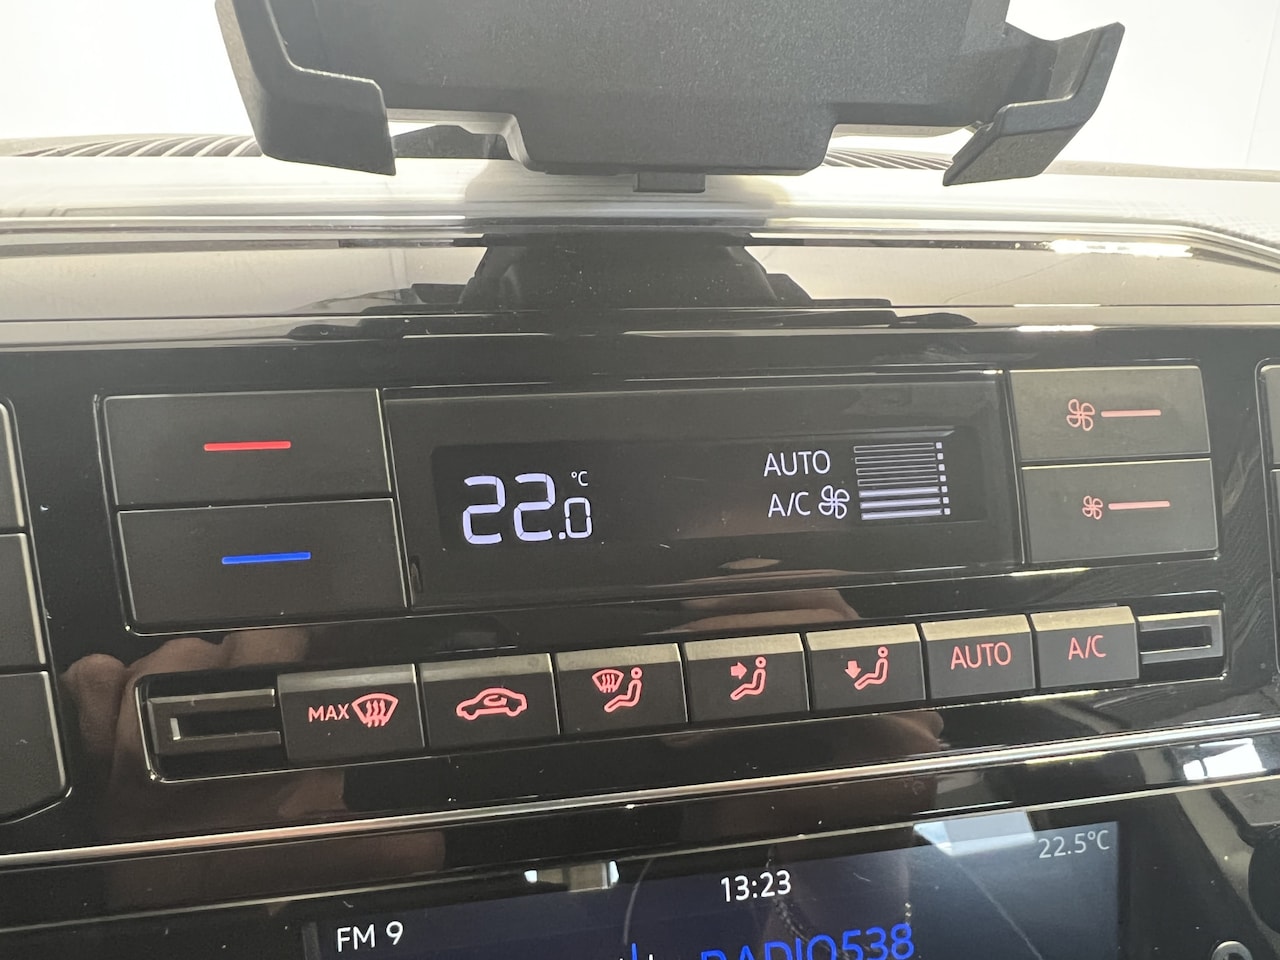 22.0 °C
AUTO
A/C
MAX
AUTO
A/C
22.5°C
13:23
FM 9
RADIO538